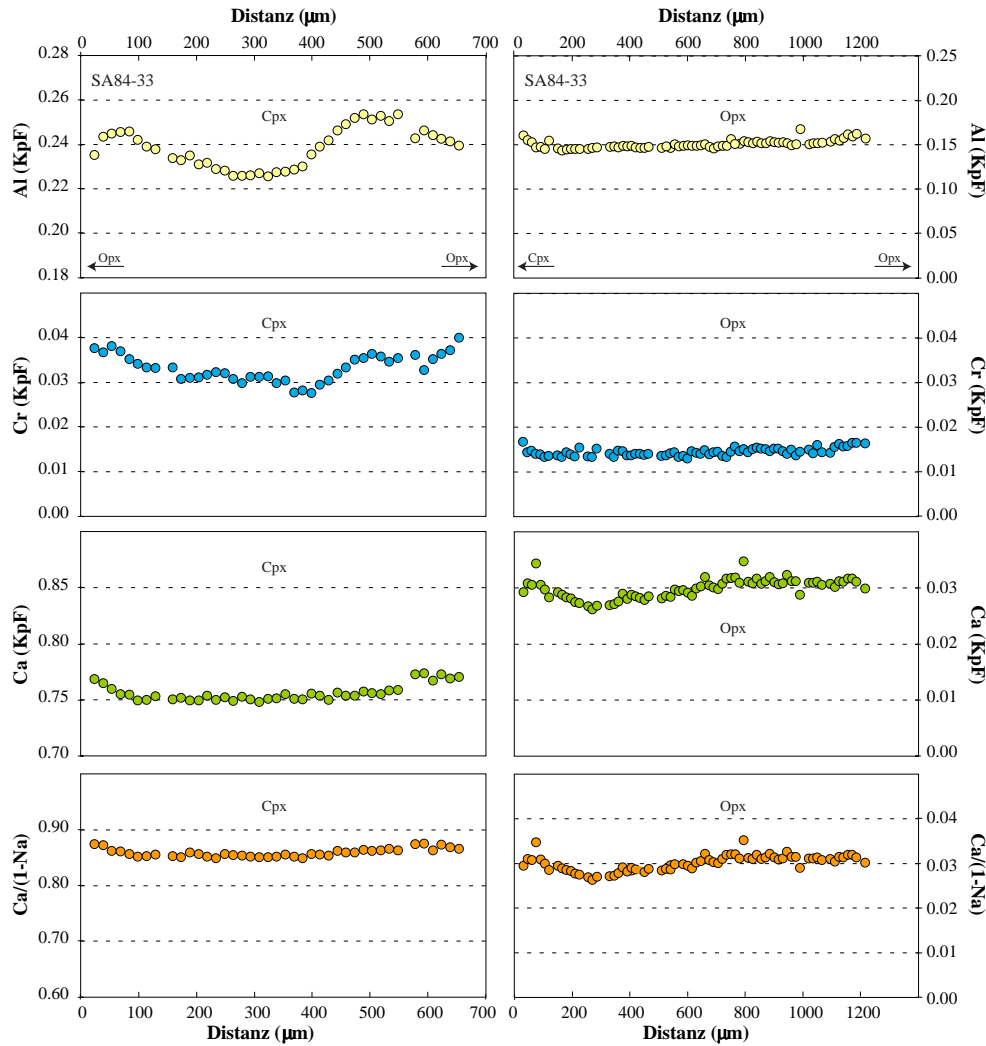 Distanz (µm)
0 100 200 300 400 500 600 700
0.28
0.26
0.24
0.22
0.20
0.18
Al (KpF)
SA84-33
Cpx
Opx
Opx
Distanz (µm)
0 200 400 600 800 1000 1200
0.25
0.20
0.15
0.10
0.05
0.00
Al (KpF)
SA84-33
Opx
Cpx
Opx
0.04
0.03
0.02
0.01
0.00
Cr (KpF)
Cpx
0.04
0.03
0.02
0.01
0.00
Cr (KpF)
Opx
0.85
0.80
0.75
0.70
Ca (KpF)
Cpx
0.03
0.02
0.01
0.00
Ca (KpF)
Opx
0.90
0.80
0.70
0.60
Ca/(1-Na)
Cpx
0 100 200 300 400 500 600 700
Distanz (µm)
0.04
0.03
0.02
0.01
0.00
Ca/(1-Na)
Opx
0 200 400 600 800 1000 1200
Distanz (µm)